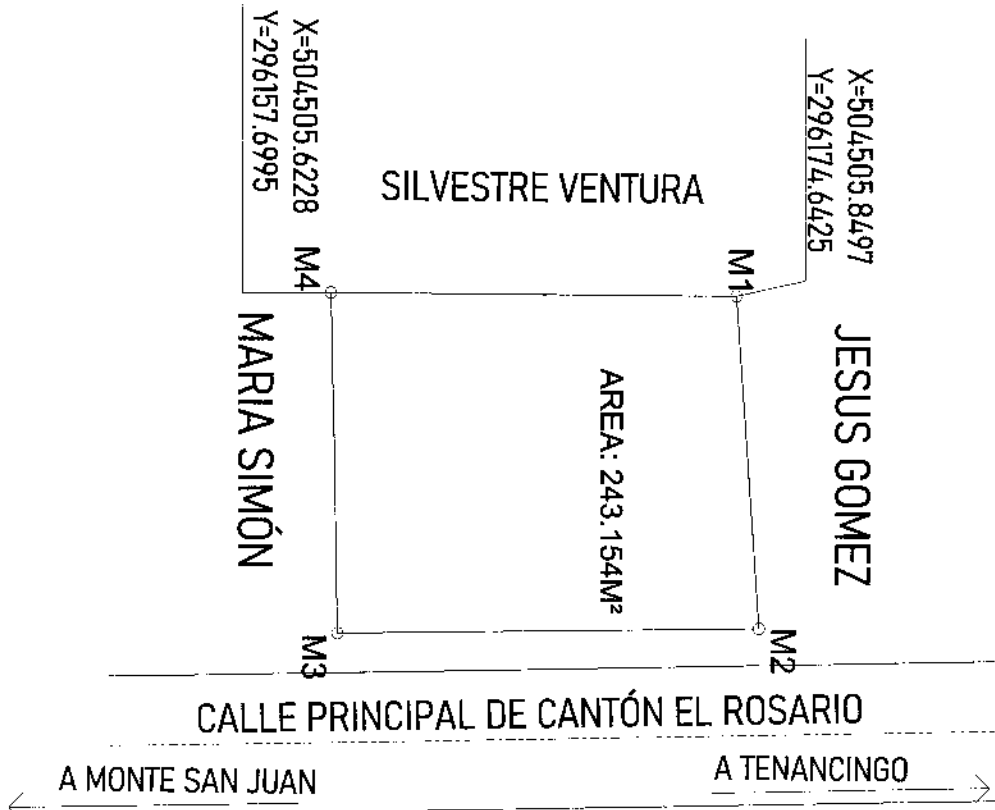 X=504505.6228
Y=296157.6995
X=504505.8497
Y=296174.6425
SILVESTRE VENTURA
M4
M1
MARIA SIMÓN
AREA: 243.154M²
JESUS GOMEZ
M3
M2
CALLE PRINCIPAL DE CANTÓN EL ROSARIO
A MONTE SAN JUAN
A TENANCINGO